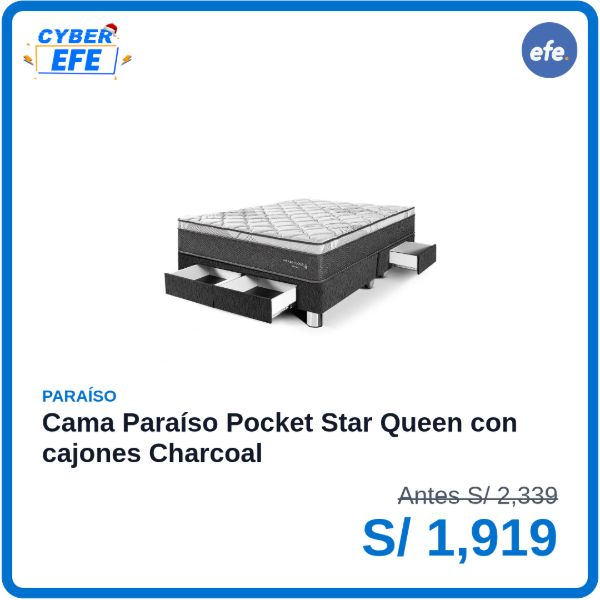 CYBER
EFE
efe.
PARAÍSO
Cama Paraíso Pocket Star Queen con
cajones Charcoal
Antes S/ 2,339
S/ 1,919